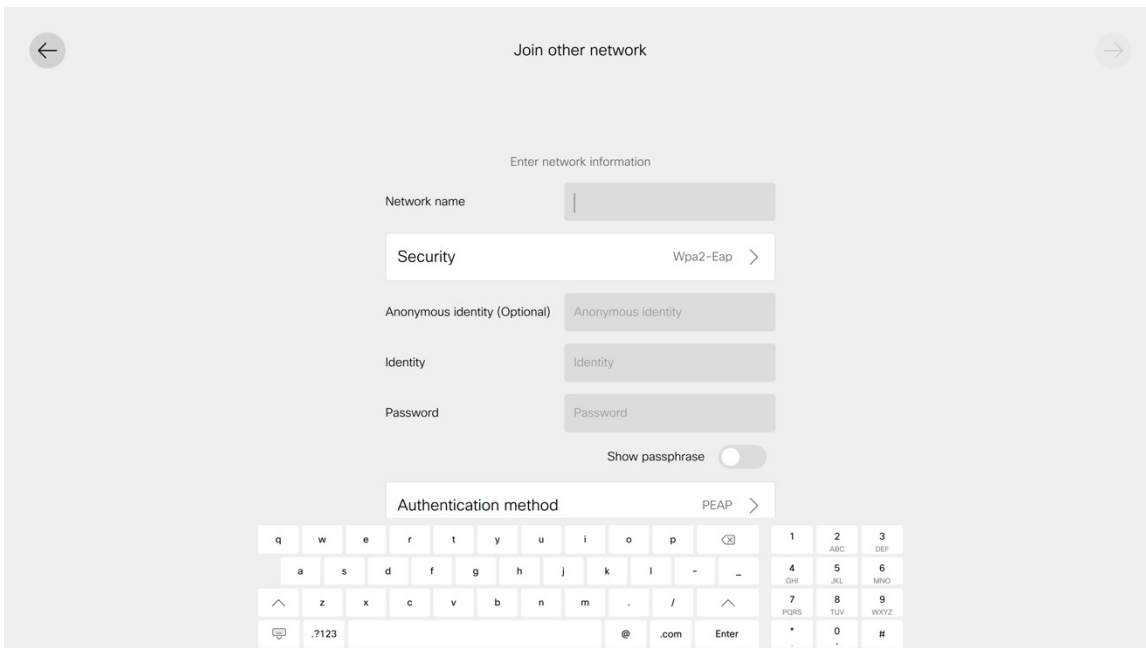 Join other network
Enter network information
Network name
Security Wpa2-Eap
Anonymous identity (Optional) Anonymous identity
Identity Identity
Password Password
Show passphrase
Authentication method PEAP
q w e r t y u i o p 1 2 3
ABC DEF
a s d f g h j k l - _ 4 5 6
GHI JKL MNO
z x c v b n m . / 7 8 9
PQRS TUV WXYZ
.?123 @ .com Enter * 0 #
, +